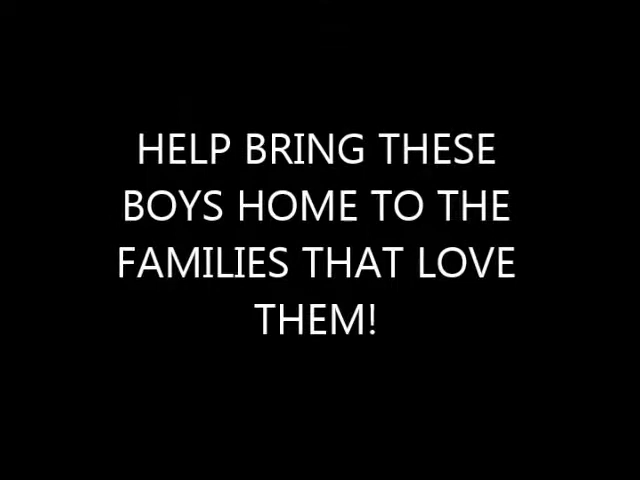 HELP BRING THESE
BOYS HOME TO THE
FAMILIES THAT LOVE
THEM!